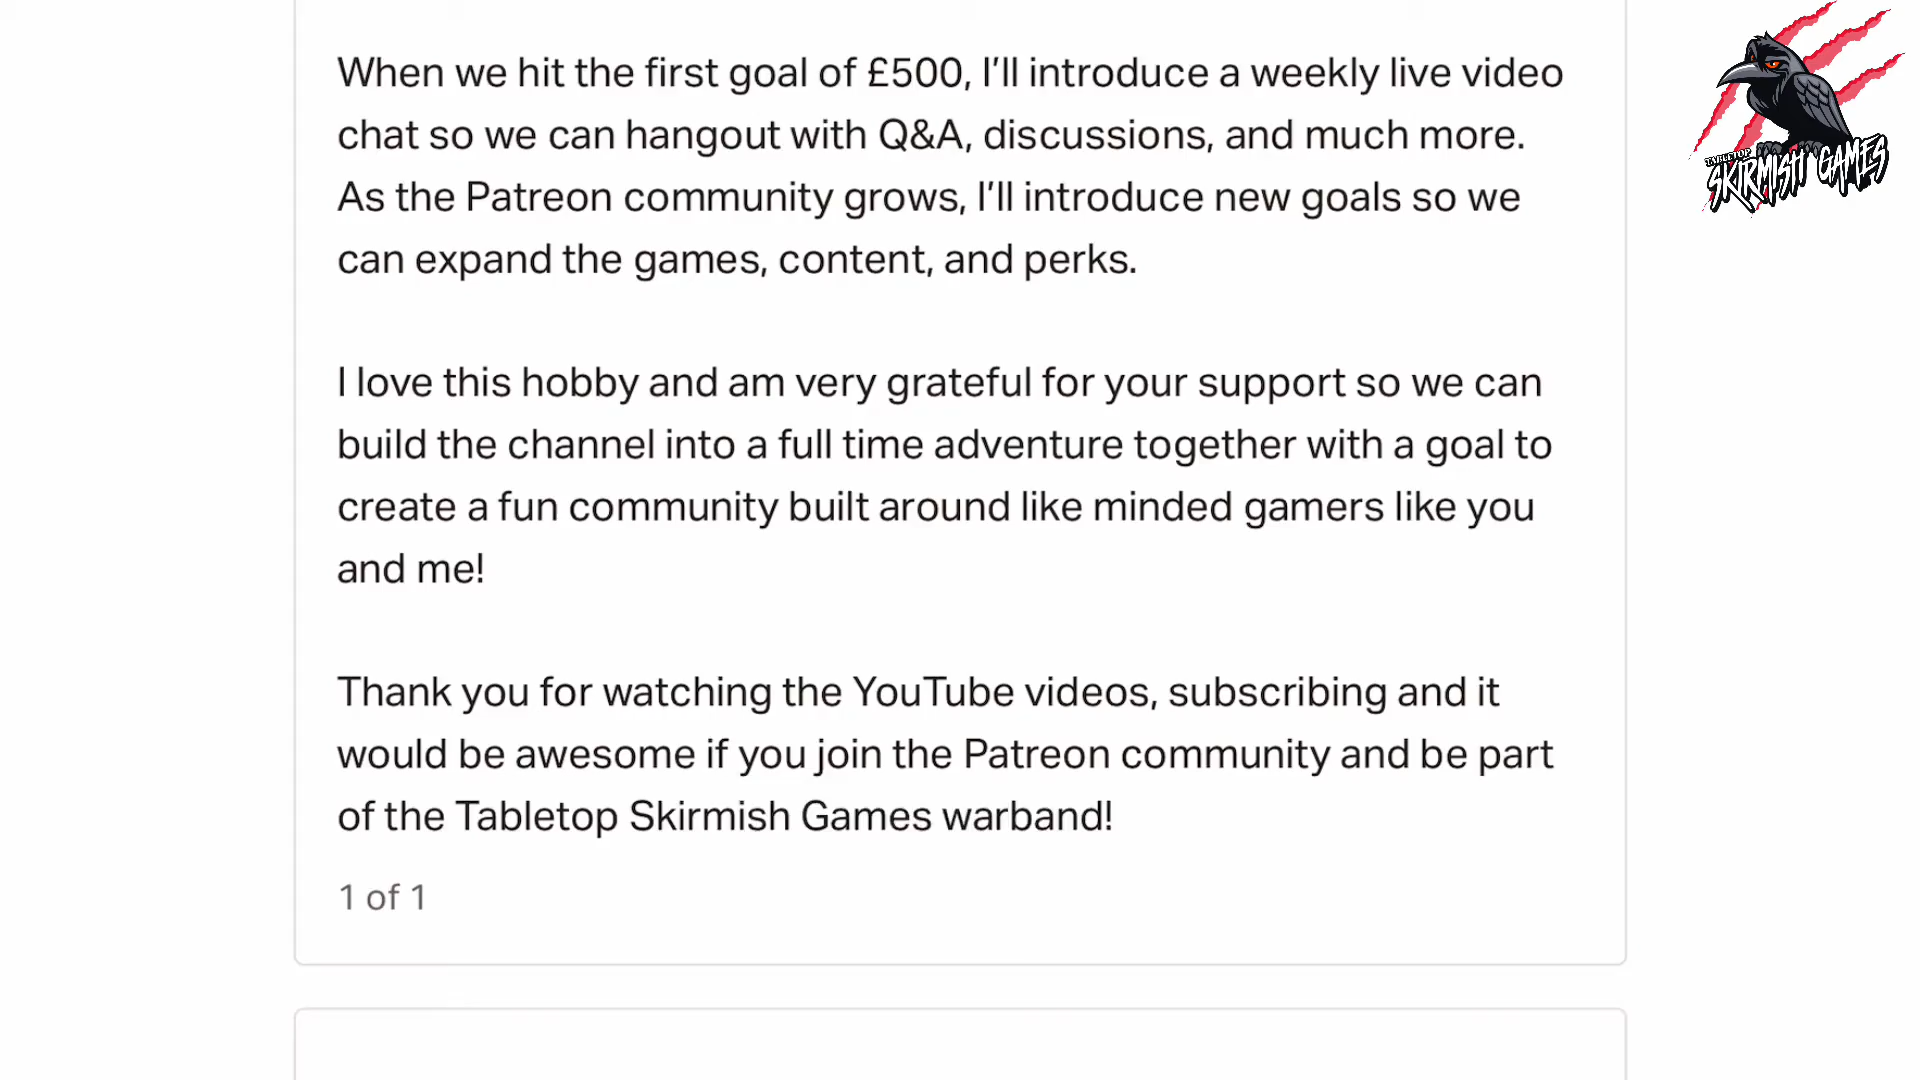 When we hit the first goal of £500, I’ll introduce a weekly live video
chat so we can hangout with Q&A, discussions, and much more.
As the Patreon community grows, I’ll introduce new goals so we
can expand the games, content, and perks.
I love this hobby and am very grateful for your support so we can
build the channel into a full time adventure together with a goal to
create a fun community built around like minded gamers like you
and me!
Thank you for watching the YouTube videos, subscribing and it
would be awesome if you join the Patreon community and be part
of the Tabletop Skirmish Games warband!
1 of 1
TABLETOP
SKIRMISH GAMES